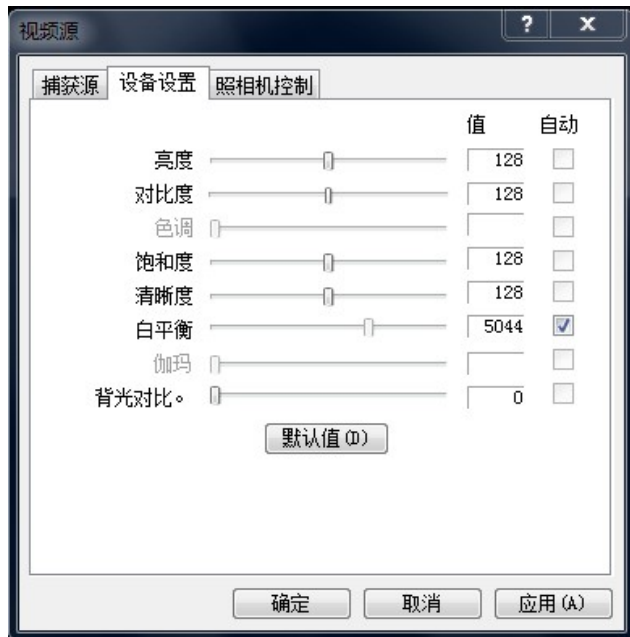 视频源
捕获源 设备设置 照相机控制
值 自动
亮度 128
对比度 128
色调
饱和度 128
清晰度 128
白平衡 5044
伽玛
背光对比。 0
默认值(D)
确定 取消 应用(A)